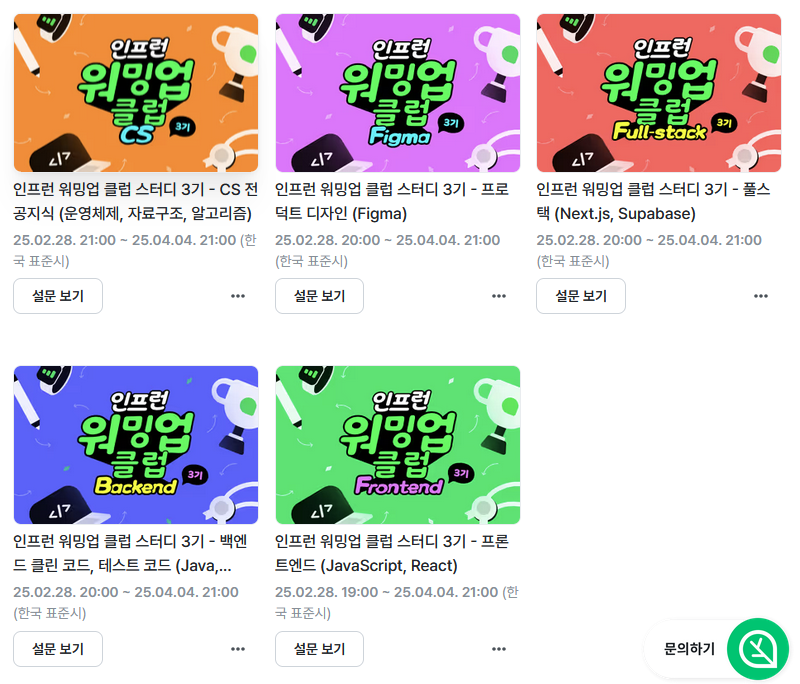 인프런
워밍업
클럽
CS 3기
인프런
워밍업
클럽
Figma 3기
인프런
워밍업
클럽
Full-stack 3기
인프런 워밍업 클럽 스터디 3기 - CS 전
공지식 (운영체제, 자료구조, 알고리즘)
25.02.28. 21:00 ~ 25.04.04. 21:00 (한
국 표준시)
설문 보기
인프런 워밍업 클럽 스터디 3기 - 프로
덕트 디자인 (Figma)
25.02.28. 20:00 ~ 25.04.04. 21:00
(한국 표준시)
설문 보기
인프런 워밍업 클럽 스터디 3기 - 풀스
택 (Next.js, Supabase)
25.02.28. 20:00 ~ 25.04.04. 21:00
(한국 표준시)
설문 보기
인프런
워밍업
클럽
Backend 3기
인프런
워밍업
클럽
Frontend 3기
인프런 워밍업 클럽 스터디 3기 - 백엔
드 클린 코드, 테스트 코드 (Java,...
25.02.28. 20:00 ~ 25.04.04. 21:00
(한국 표준시)
설문 보기
인프런 워밍업 클럽 스터디 3기 - 프론
트엔드 (JavaScript, React)
25.02.28. 19:00 ~ 25.04.04. 21:00 (한
국 표준시)
설문 보기
문의하기